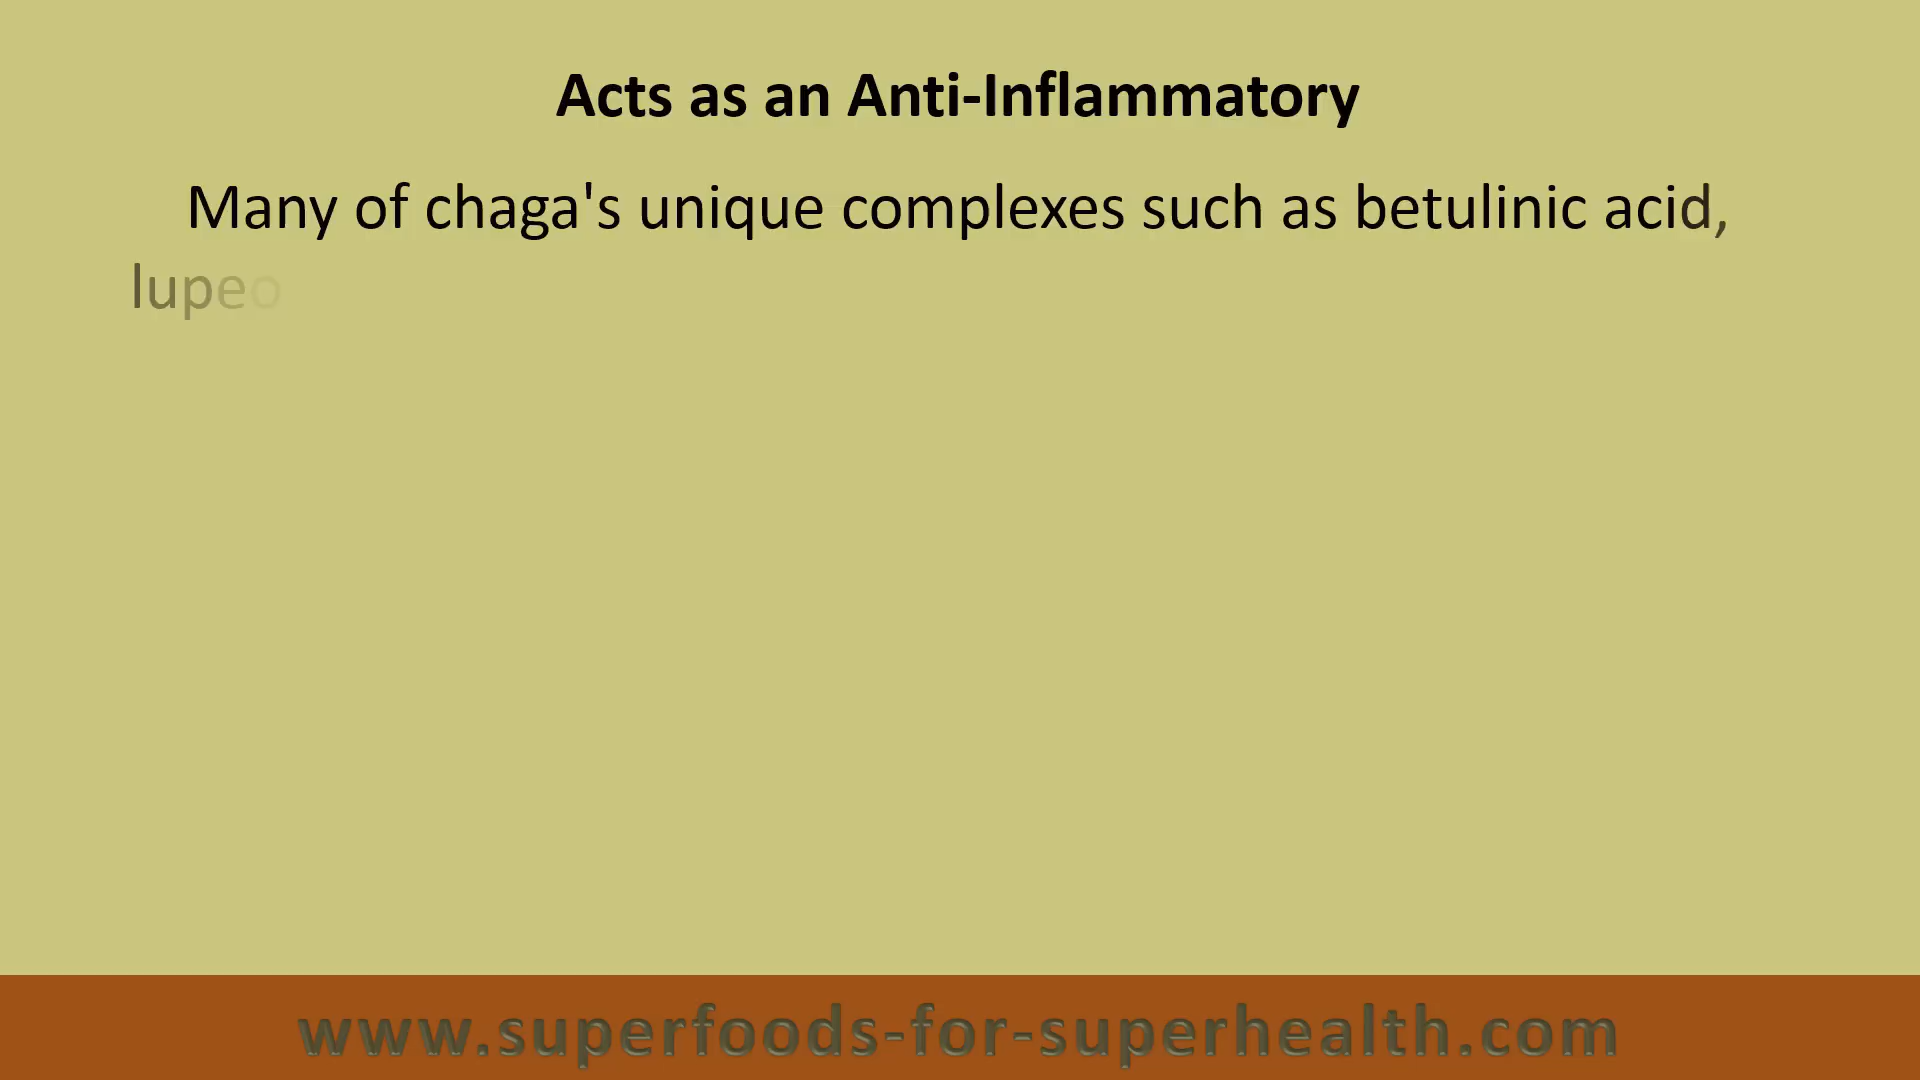 Acts as an Anti-Inflammatory
Many of chaga's unique complexes such as betulinic acid,
lupeo
www.superfoods-for-superhealth.com